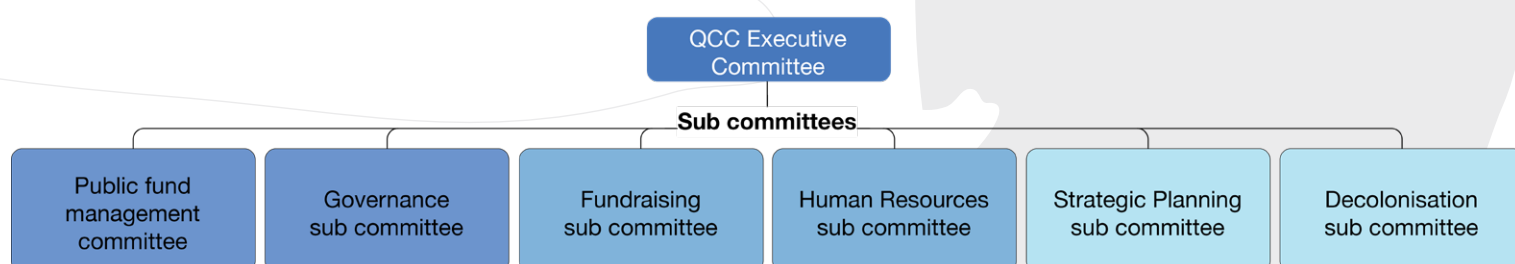 QCC Executive
Committee
Sub committees
Public fund
management
committee
Governance
sub committee
Fundraising
sub committee
Human Resources
sub committee
Strategic Planning
sub committee
Decolonisation
sub committee